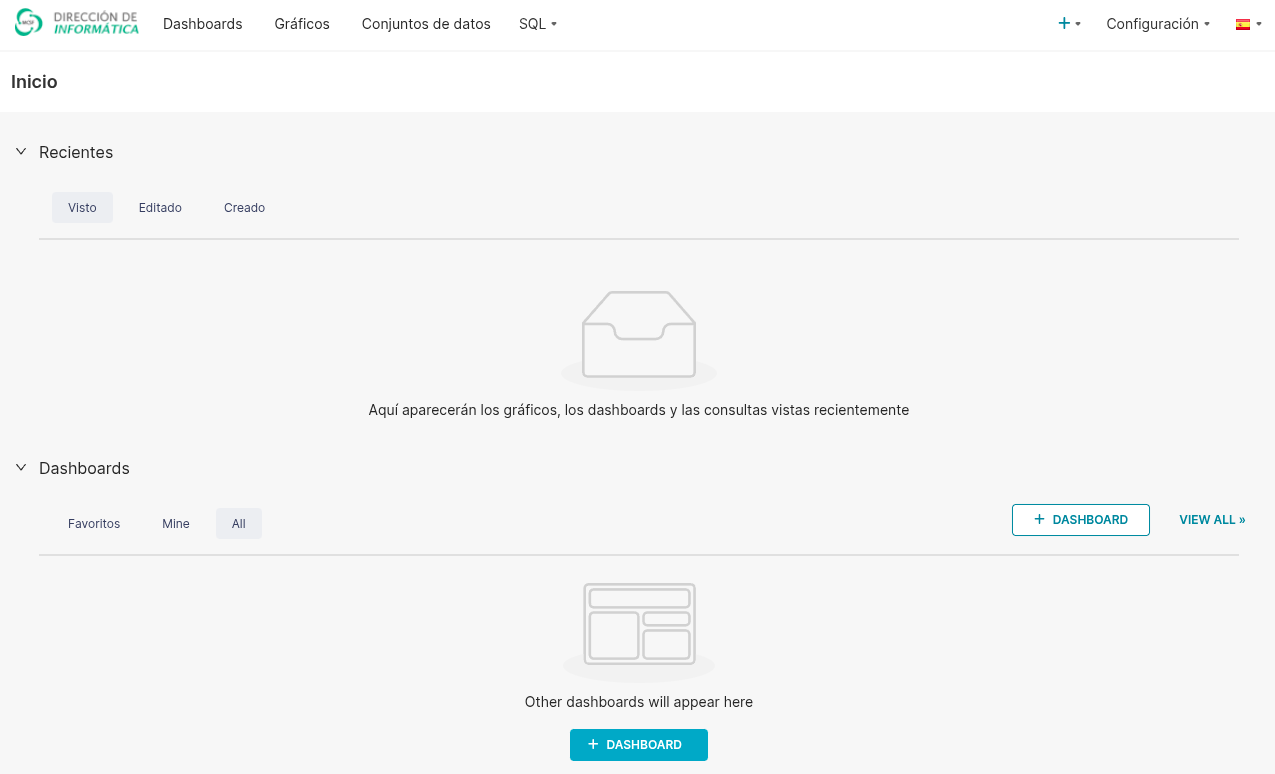 MCSF DIRECCIÓN DE
INFORMÁTICA
Dashboards Gráficos Conjuntos de datos SQL Configuración
Inicio
Recientes
Visto Editado Creado
Aquí aparecerán los gráficos, los dashboards y las consultas vistas recientemente
Dashboards
Favoritos Mine All + DASHBOARD VIEW ALL »
Other dashboards will appear here
+ DASHBOARD